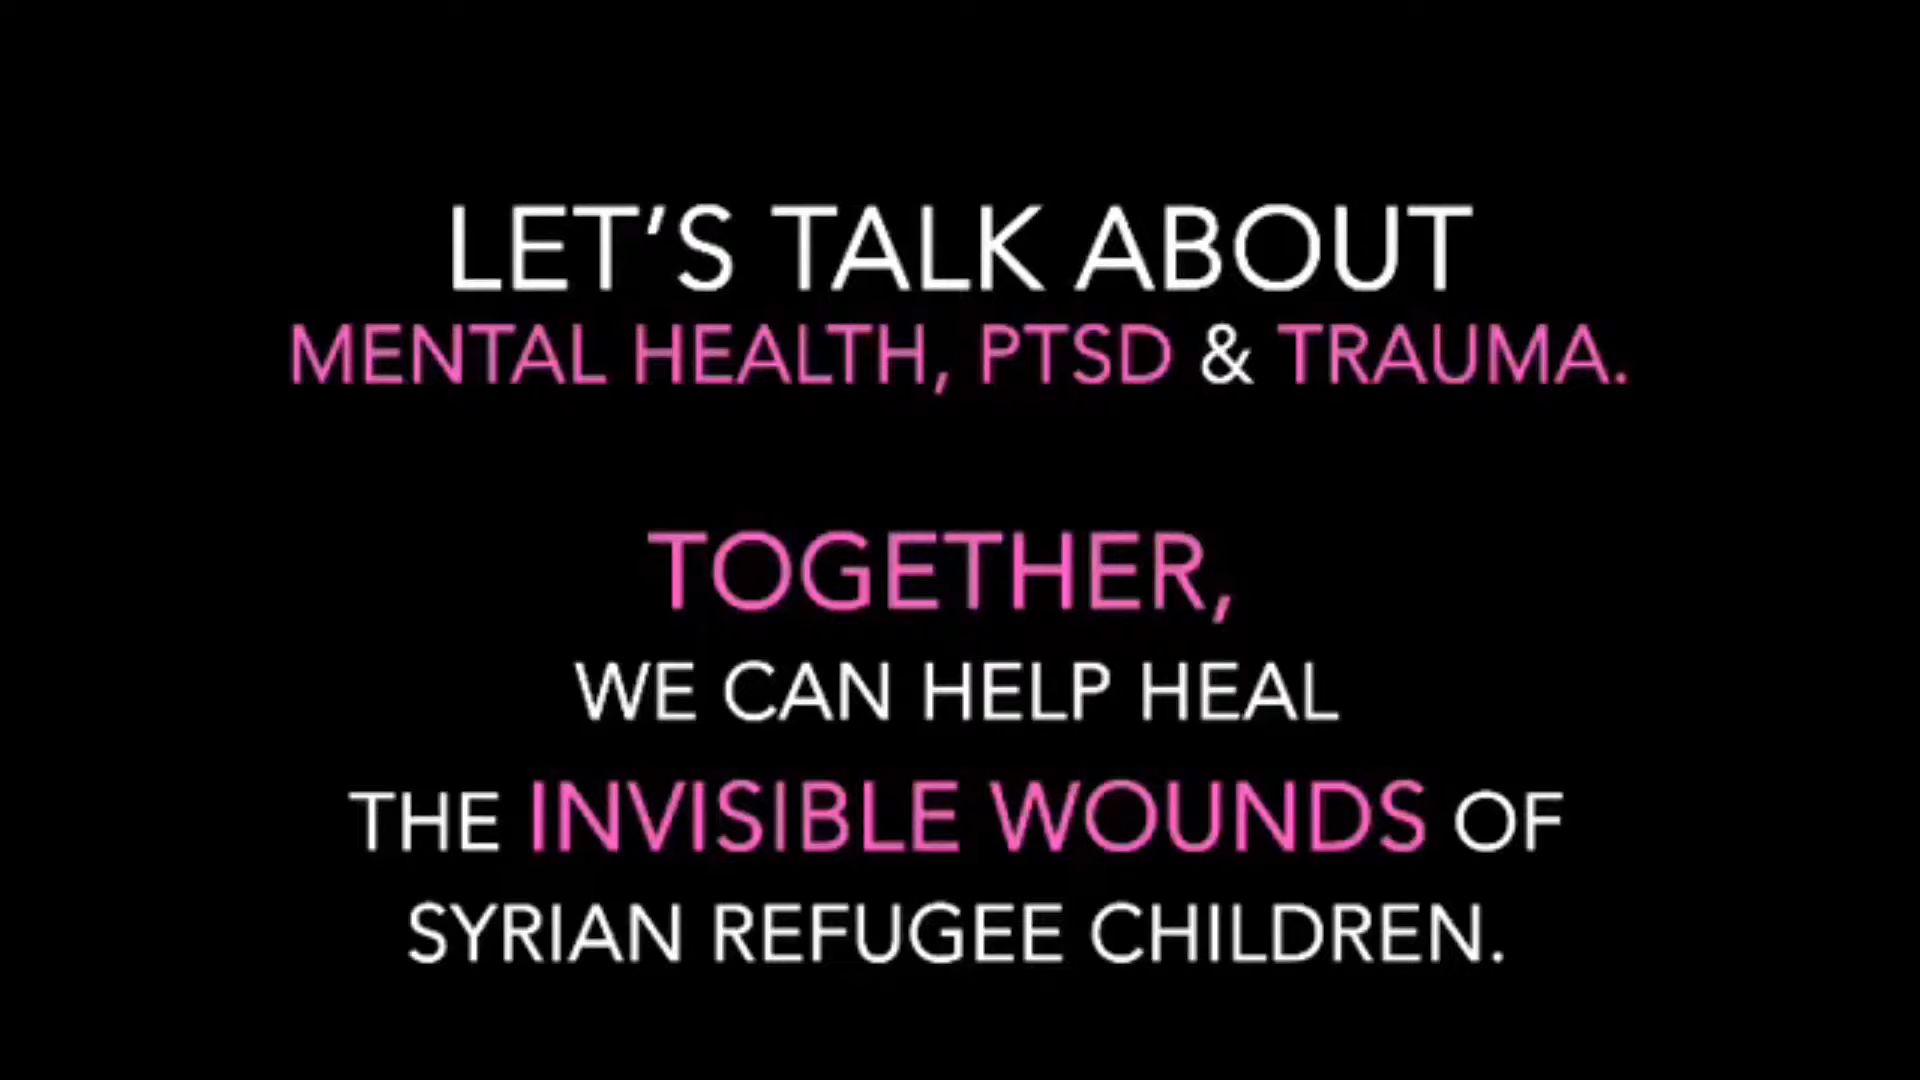 LET’S TALK ABOUT
MENTAL HEALTH, PTSD & TRAUMA.
TOGETHER,
WE CAN HELP HEAL
THE INVISIBLE WOUNDS OF
SYRIAN REFUGEE CHILDREN.